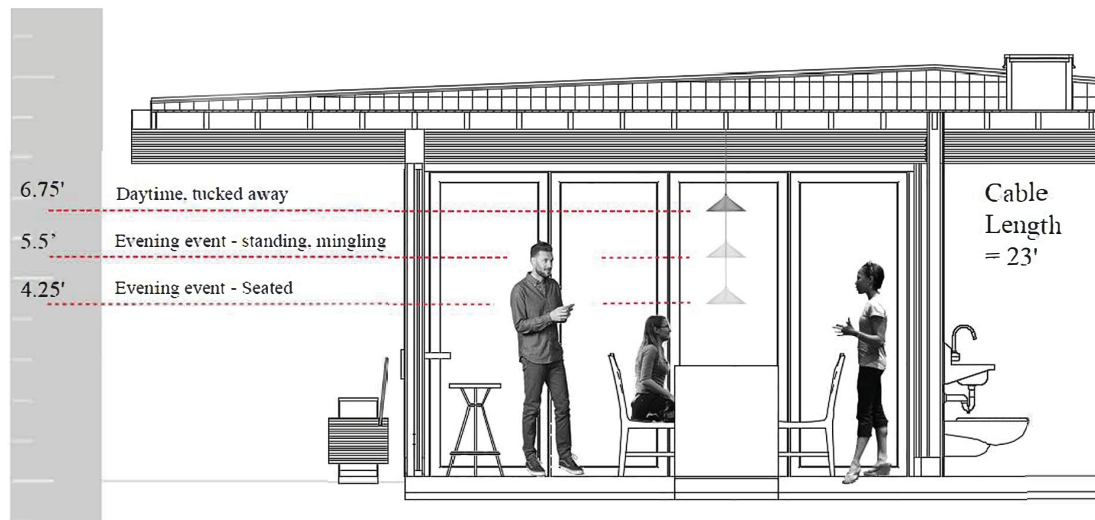 6.75'
Daytime, tucked away
5.5’
Evening event - standing, mingling
4.25'
Evening event - Seated
Cable
Length
= 23'